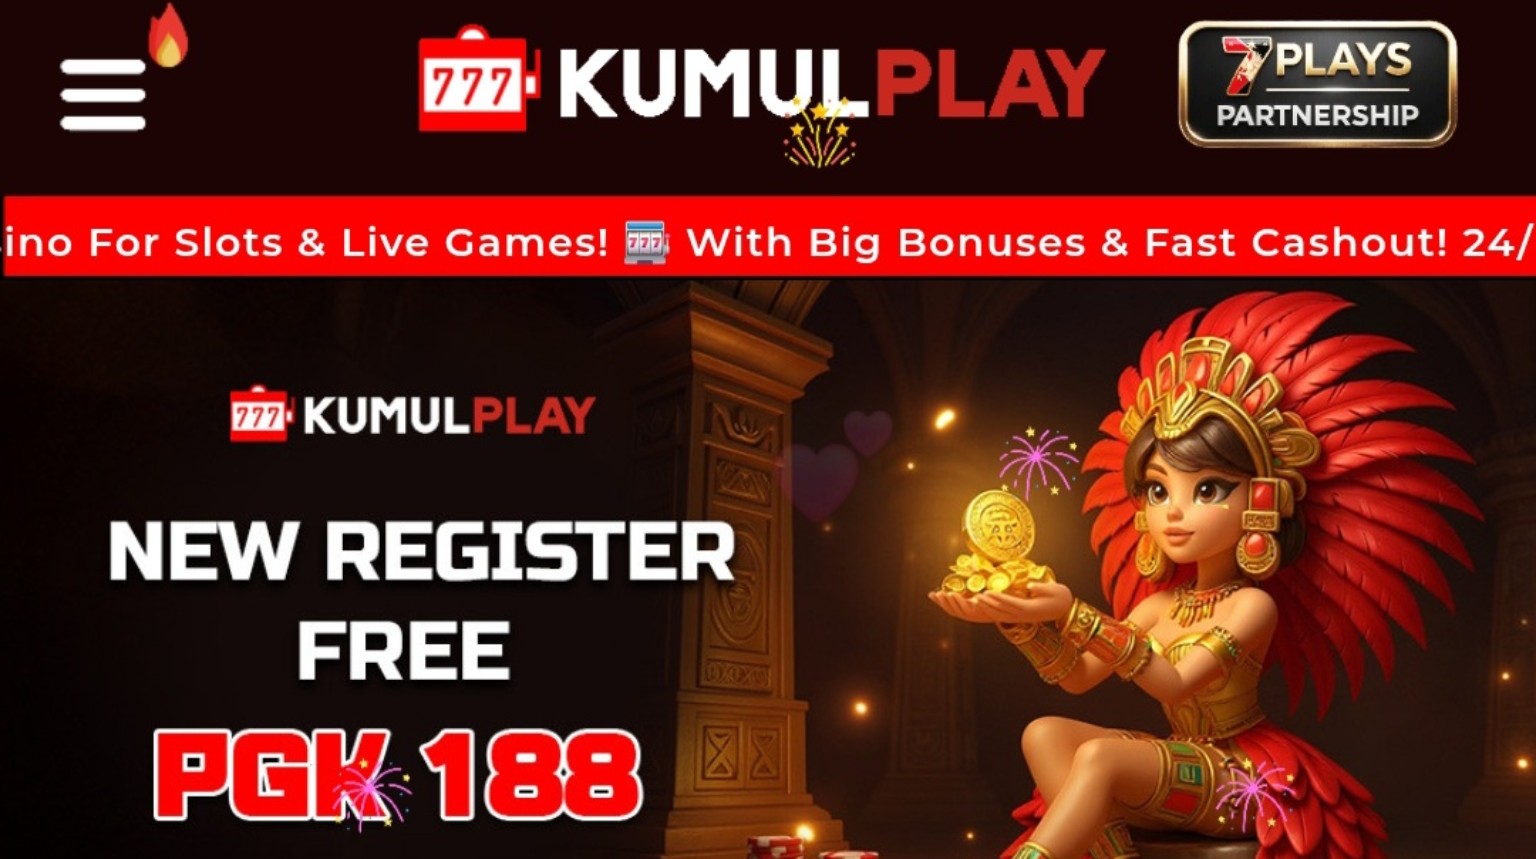 777 KUMULPLAY
7PLAYS
PARTNERSHIP
ino For Slots & Live Games! 🎰 With Big Bonuses & Fast Cashout! 24/
777 KUMULPLAY
NEW REGISTER
FREE
PGK 188